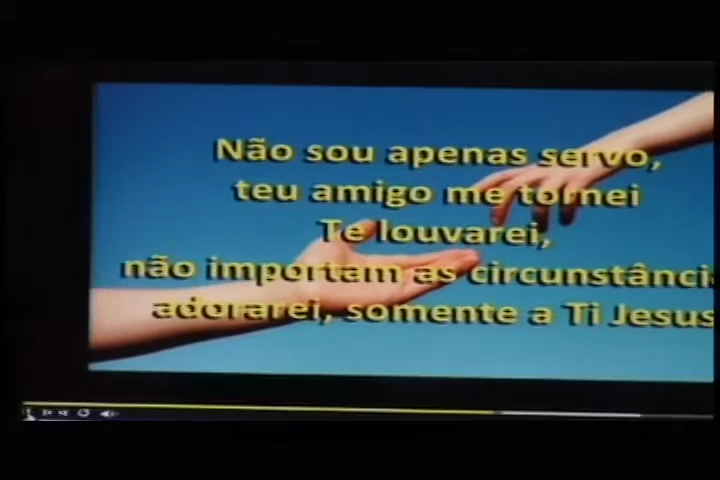 Não sou apenas servo,
teu amigo me tornei
Te louvarei,
não importam as circunstânci
adorarei, somente a Ti Jesus